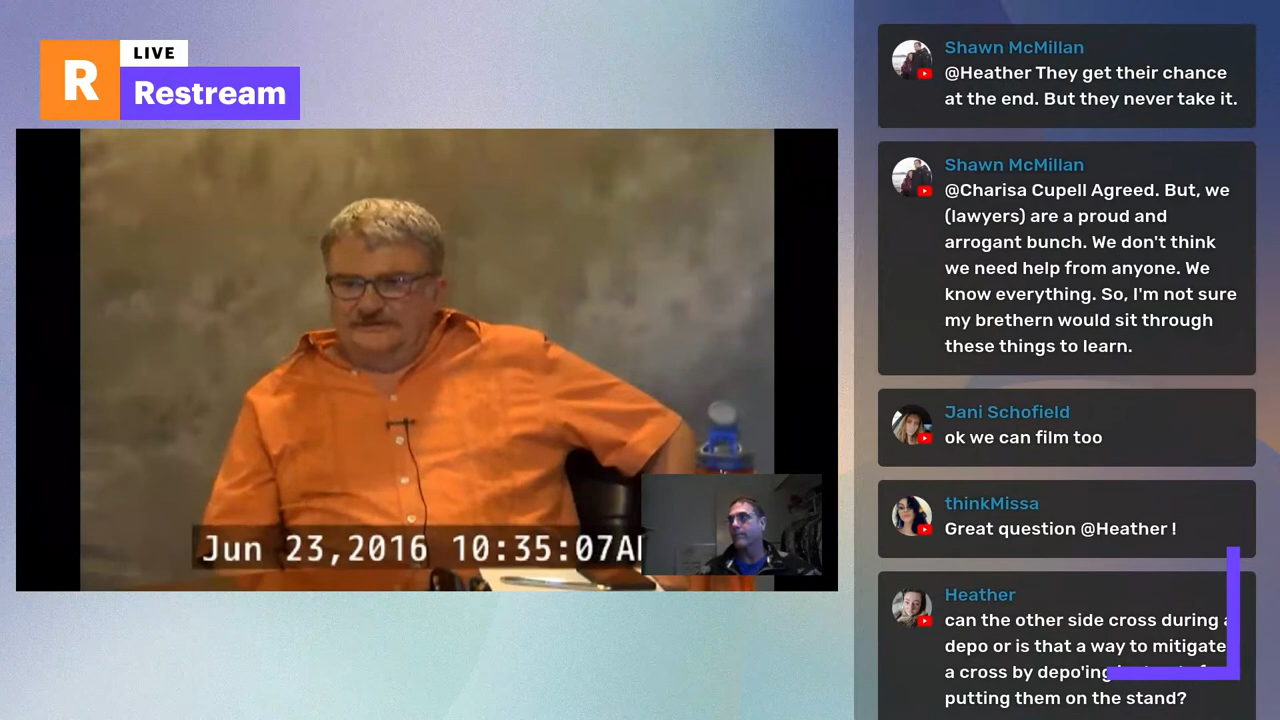 R
LIVE
Restream
Jun 23,2016 10:35:07A
Shawn McMillan
@Heather They get their chance
at the end. But they never take it.
Shawn McMillan
@Charisa Cupell Agreed. But, we
(lawyers) are a proud and
arrogant bunch. We don't think
we need help from anyone. We
know everything. So, I'm not sure
my brethern would sit through
these things to learn.
Jani Schofield
ok we can film too
thinkMissa
Great question @Heather !
Heather
can the other side cross during a
depo or is that a way to mitigate
a cross by depo'ing
putting them on the stand?